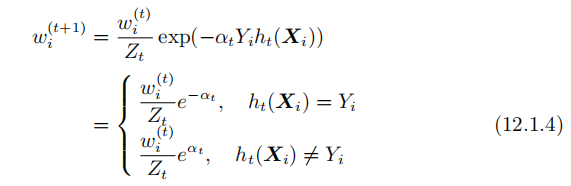 w_i^{(t+1)} = \frac{w_i^{(t)}}{Z_t} \exp(-\alpha_t Y_i h_t(\boldsymbol{X}_i))
= \begin{cases} \frac{w_i^{(t)}}{Z_t} e^{-\alpha_t}, & h_t(\boldsymbol{X}_i) = Y_i \\ \frac{w_i^{(t)}}{Z_t} e^{\alpha_t}, & h_t(\boldsymbol{X}_i) \neq Y_i \end{cases} (12.1.4)